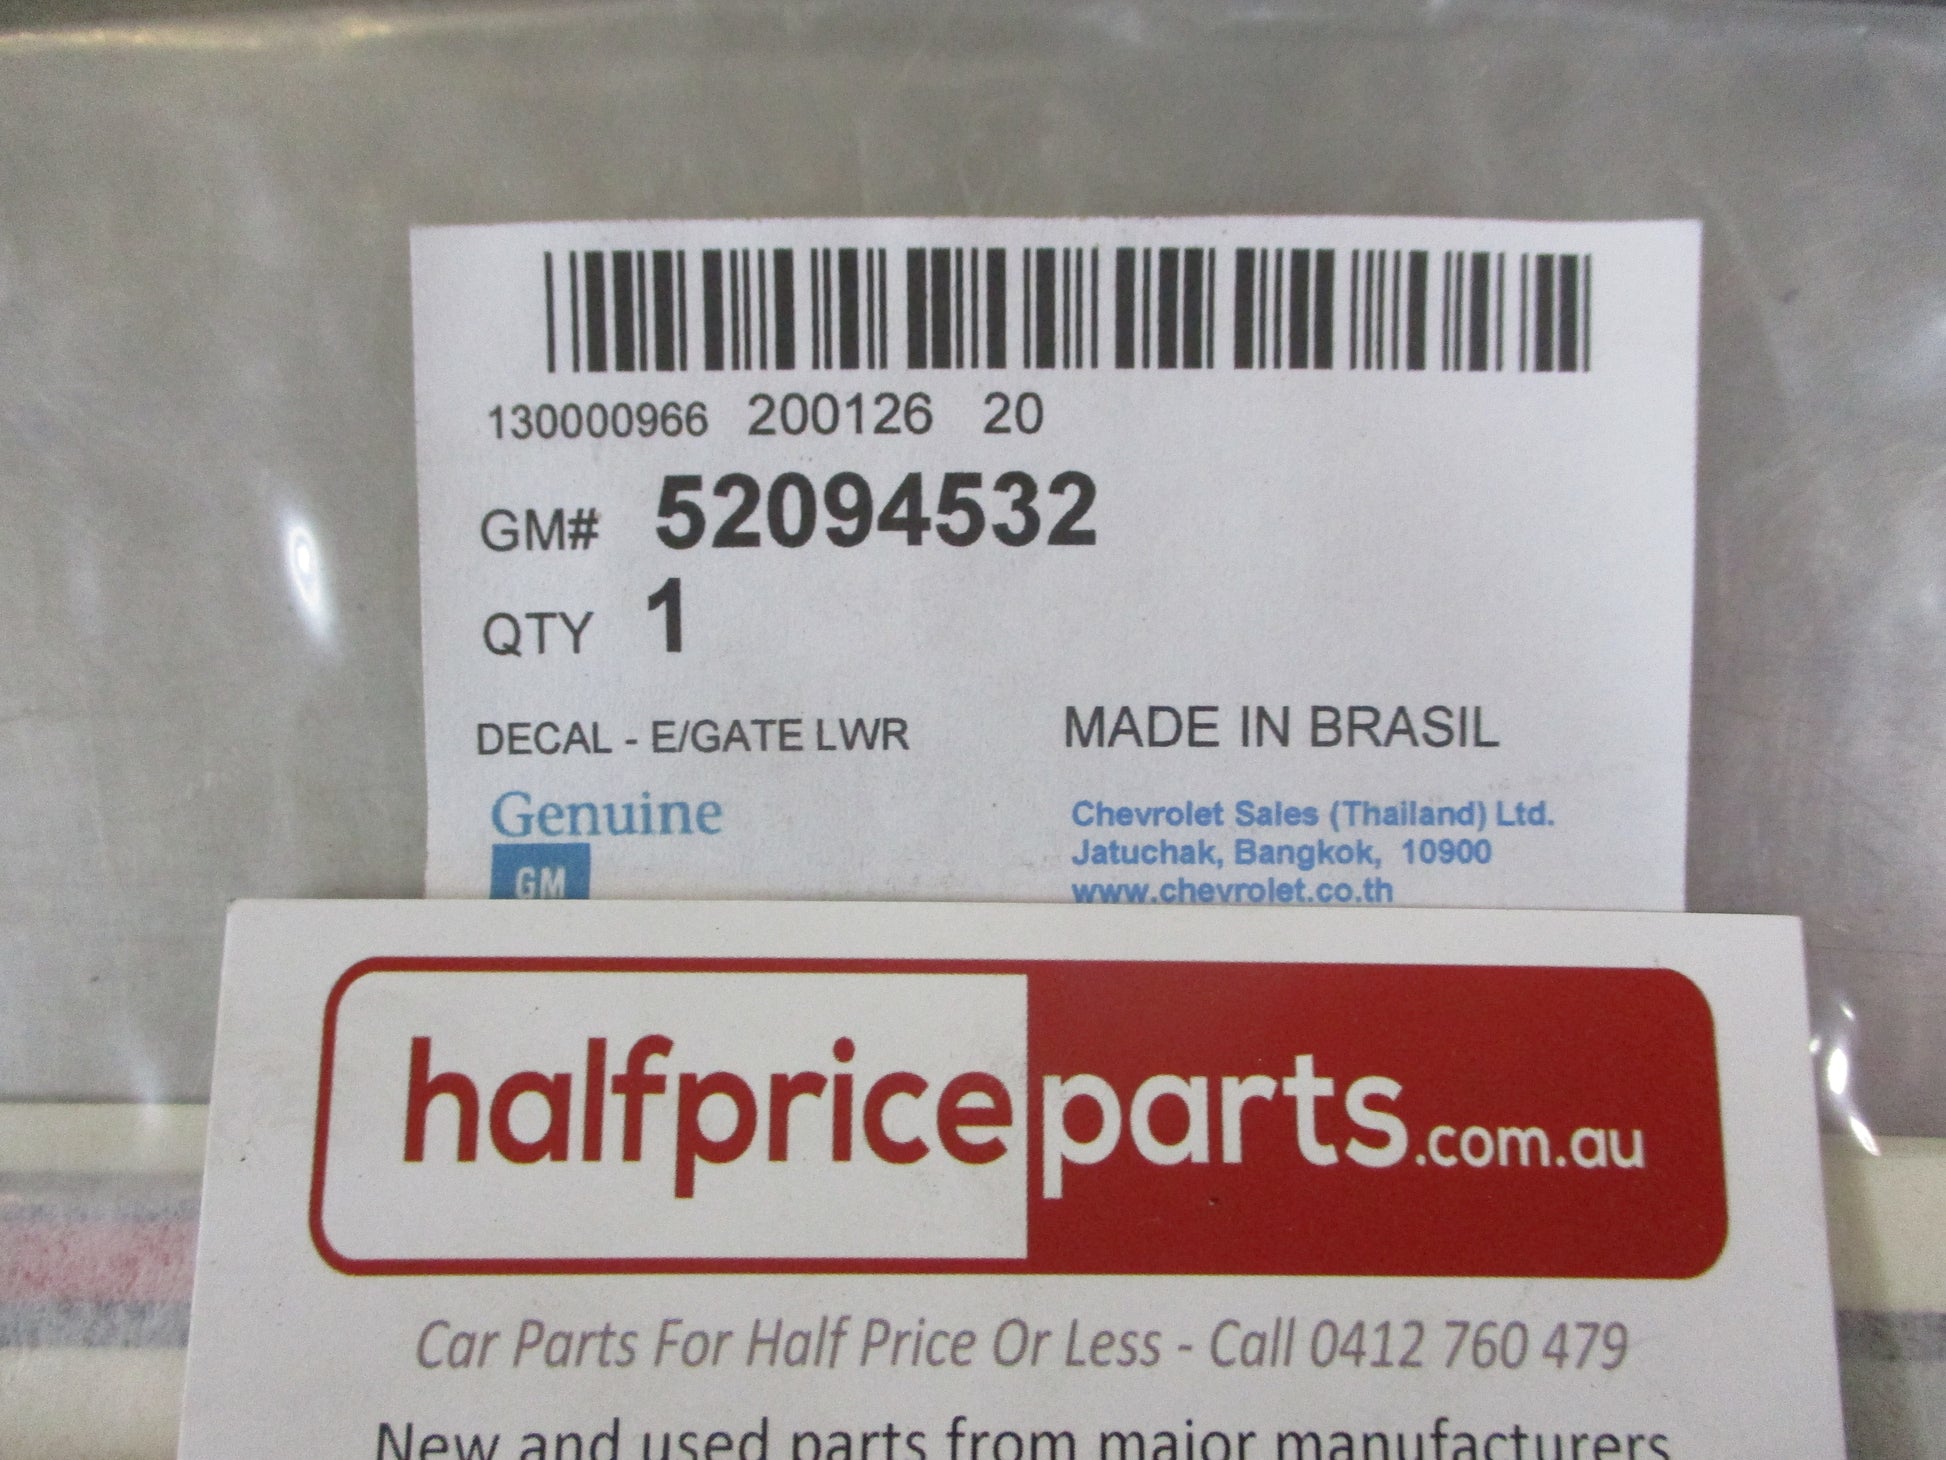 130000966 200126 20
GM# 52094532
QTY 1
DECAL - E/GATE LWR MADE IN BRASIL
Genuine
GM
Chevrolet Sales (Thailand) Ltd.
Jatuchak, Bangkok, 10900
www.chevrolet.co.th
halfpriceparts.com.au
Car Parts For Half Price Or Less - Call 0412 760 479
New and used parts from major manufacturers